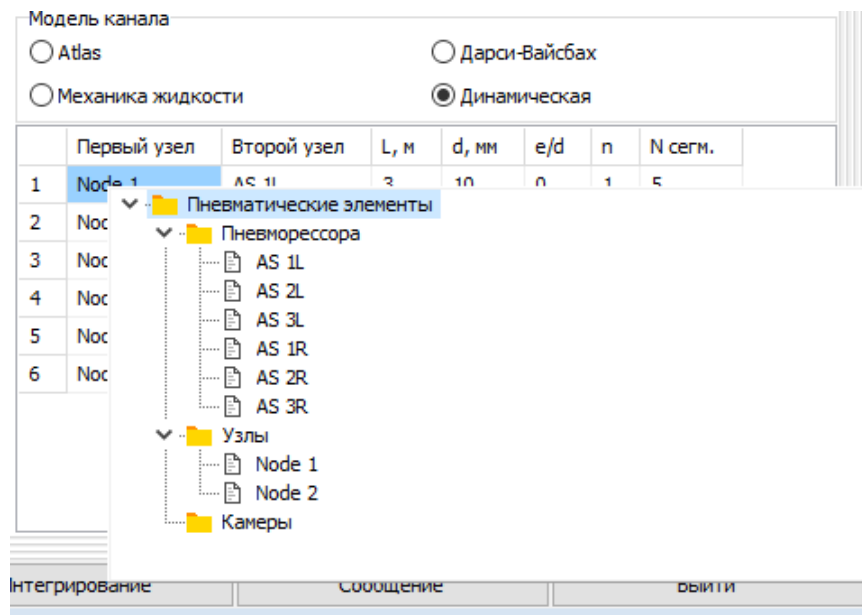 Модель канала
Atlas Дарси-Вайсбах
Механика жидкости Динамическая
Первый узел Второй узел L, м d, мм e/d n N сегм.
1 Node 1 AS 1L 3 10 0 1 5
Пневматические элементы
2
Пневморессора
3
AS 1L
4
AS 2L
5
AS 3L
6
AS 1R
AS 2R
AS 3R
Узлы
Node 1
Node 2
Камеры
Интегрирование Сообщение Выйти